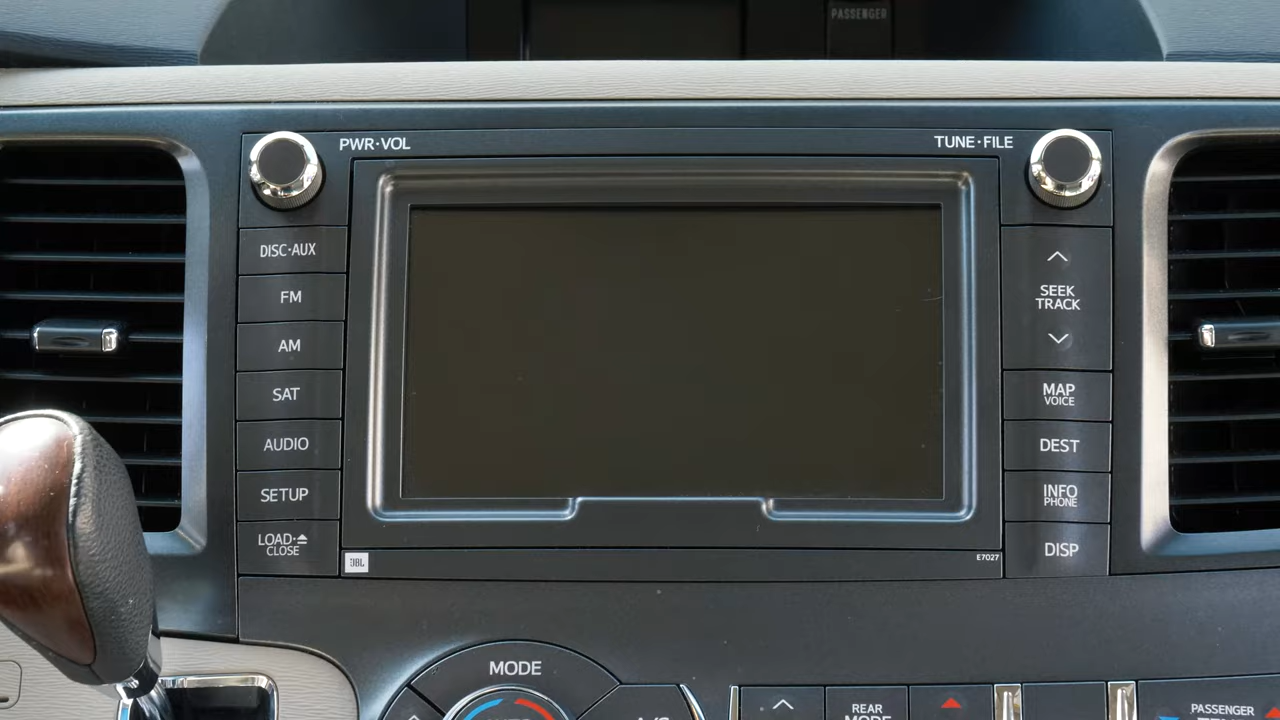 PASSENGER
PWR·VOL
TUNE·FILE
DISC·AUX
FM
AM
SAT
AUDIO
SETUP
LOAD·⏏
CLOSE
SEEK
TRACK
MAP
VOICE
DEST
INFO
PHONE
DISP
JBL
E7027
MODE
REAR
MODE
PASSENGER